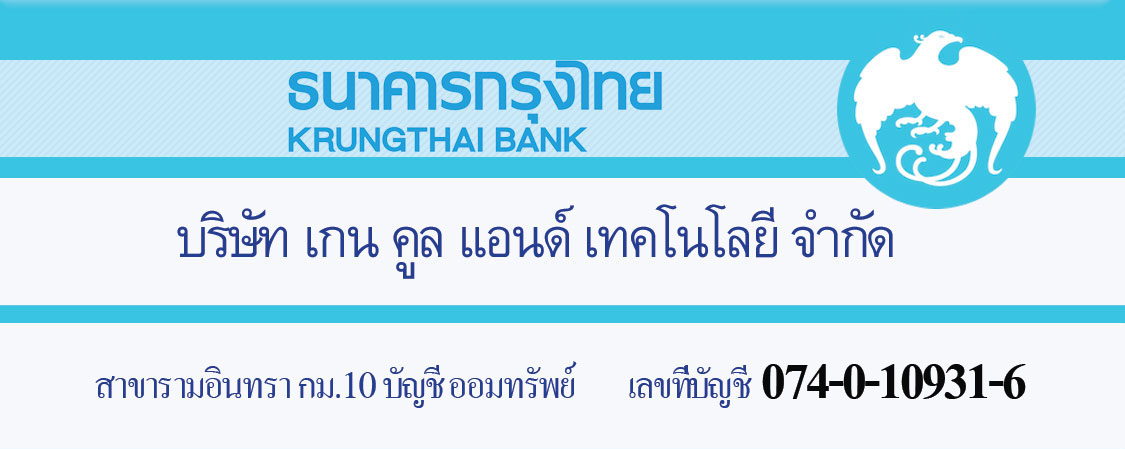 ธนาคารกรุงไทย
KRUNGTHAI BANK
บริษัท เกน คูล แอนด์ เทคโนโลยี จำกัด
สาขารามอินทรา กม.10 บัญชี ออมทรัพย์ เลขที่บัญชี 074-0-10931-6